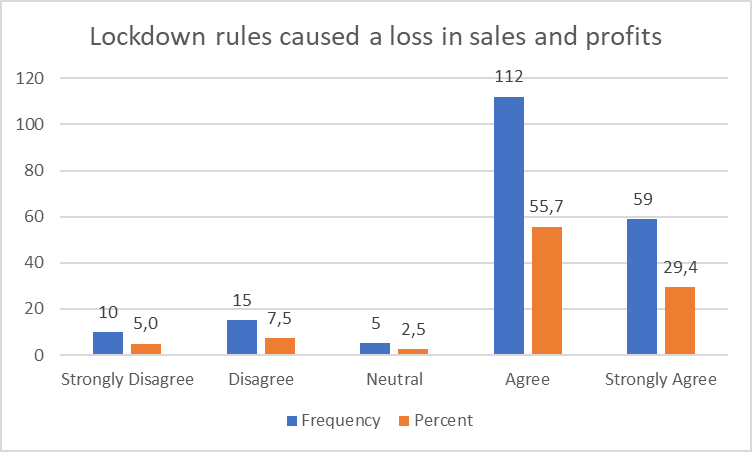 Lockdown rules caused a loss in sales and profits
120
100
80
60
40
20
0
10
5,0
15
7,5
5
2,5
112
55,7
59
29,4
Strongly Disagree
Disagree
Neutral
Agree
Strongly Agree
Frequency
Percent